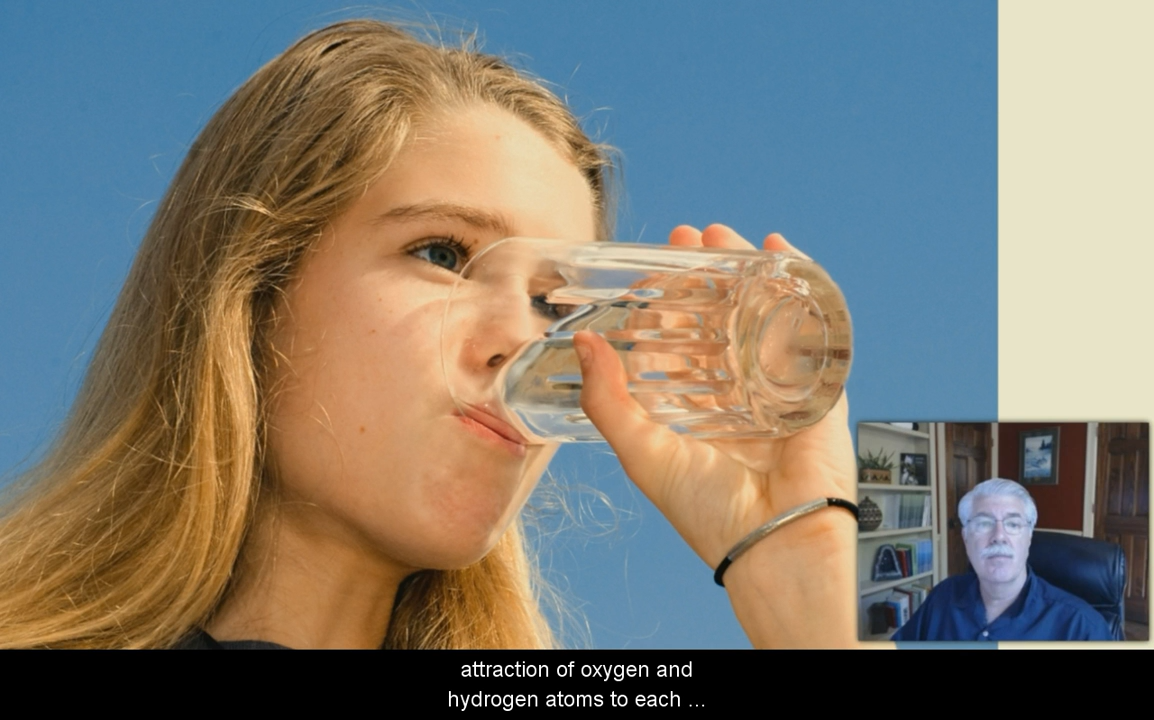 attraction of oxygen and
hydrogen atoms to each ...